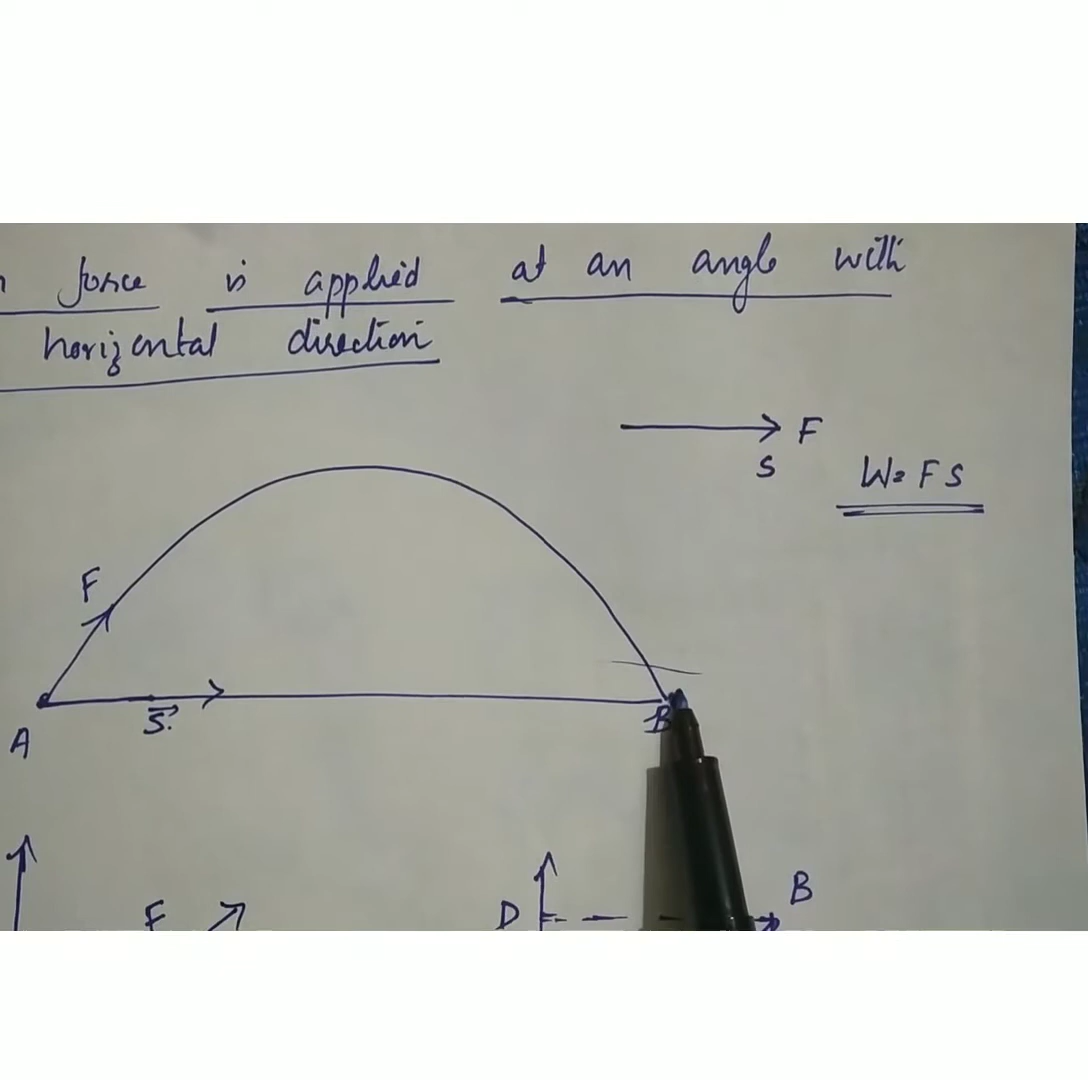 force is applied at an angle with
horizontal direction
F
S
W= FS
F
A
S.
B
F
D
B